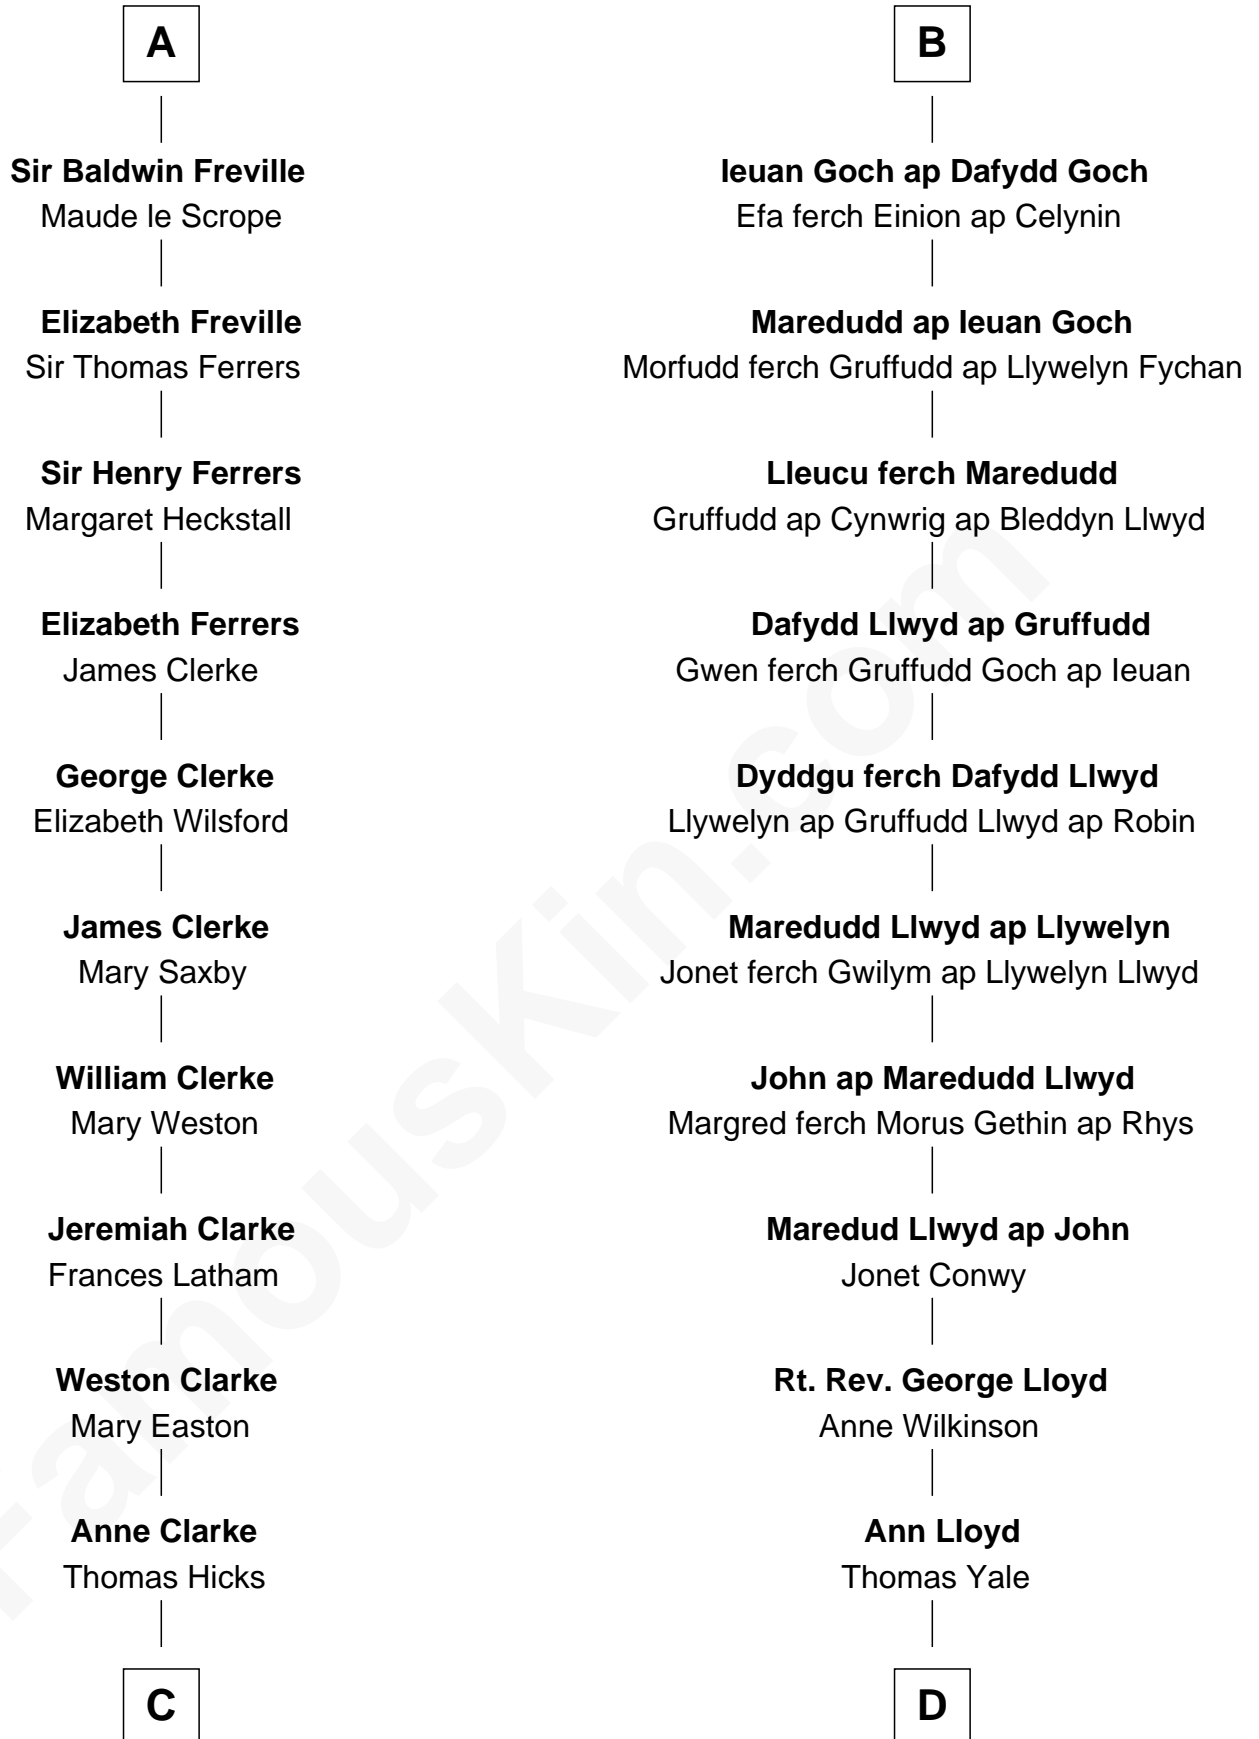 A
Sir Baldwin Freville
Maude le Scrope
Elizabeth Freville
Sir Thomas Ferrers
Sir Henry Ferrers
Margaret Heckstall
Elizabeth Ferrers
James Clerke
George Clerke
Elizabeth Wilsford
James Clerke
Mary Saxby
William Clerke
Mary Weston
Jeremiah Clarke
Frances Latham
Weston Clarke
Mary Easton
Anne Clarke
Thomas Hicks
C
B
Ieuan Goch ap Dafydd Goch
Efa ferch Einion ap Celynin
Maredudd ap Ieuan Goch
Morfudd ferch Gruffudd ap Llywelyn Fychan
Lleucu ferch Maredudd
Gruffudd ap Cynwrig ap Bleddyn Llwyd
Dafydd Llwyd ap Gruffudd
Gwen ferch Gruffudd Goch ap Ieuan
Dyddgu ferch Dafydd Llwyd
Llywelyn ap Gruffudd Llwyd ap Robin
Maredudd Llwyd ap Llywelyn
Jonet ferch Gwilym ap Llywelyn Llwyd
John ap Maredudd Llwyd
Margred ferch Morus Gethin ap Rhys
Maredud Llwyd ap John
Jonet Conwy
Rt. Rev. George Lloyd
Anne Wilkinson
Ann Lloyd
Thomas Yale
D
FamousKin.com